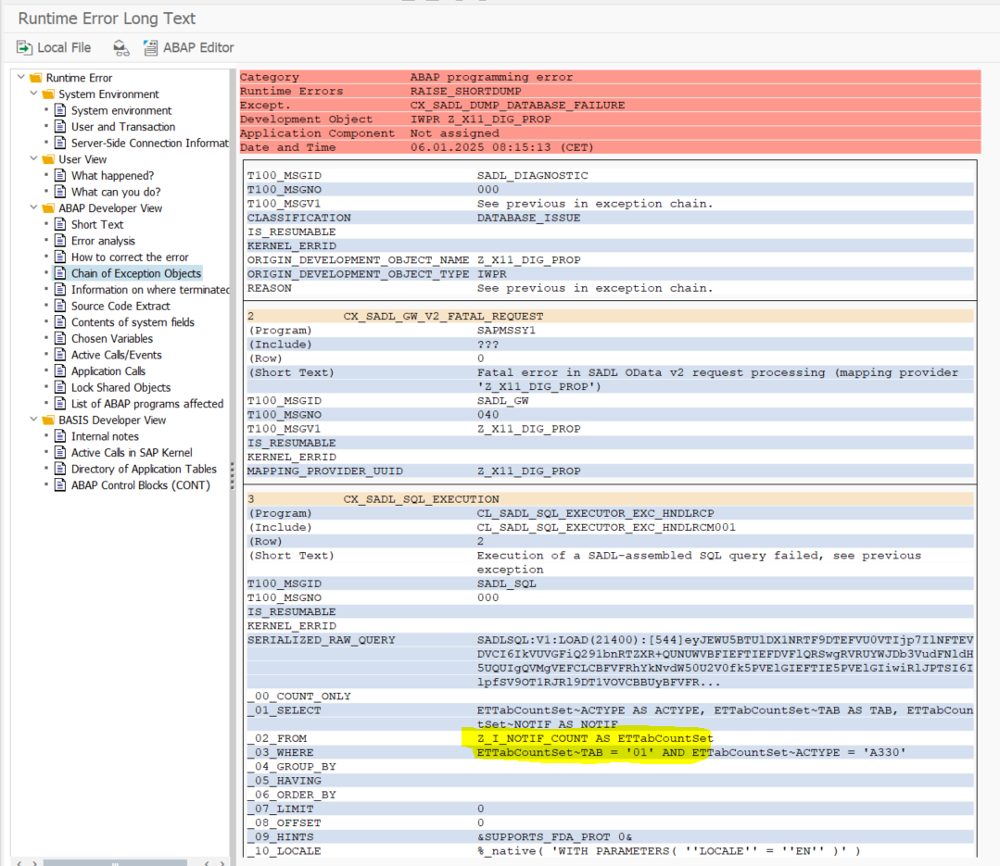 Runtime Error Long Text
Local File
ABAP Editor
Runtime Error
System Environment
System environment
User and Transaction
Server-Side Connection Informat
User View
What happened?
What can you do?
ABAP Developer View
Short Text
Error analysis
How to correct the error
Chain of Exception Objects
Information on where terminated
Source Code Extract
Contents of system fields
Chosen Variables
Active Calls/Events
Application Calls
Lock Shared Objects
List of ABAP programs affected
BASIS Developer View
Internal notes
Active Calls in SAP Kernel
Directory of Application Tables
ABAP Control Blocks (CONT)
Category ABAP programming error
Runtime Errors RAISE_SHORTDUMP
Except. CX_SADL_DUMP_DATABASE_FAILURE
Development Object IWPR Z_X11_DIG_PROP
Application Component Not assigned
Date and Time 06.01.2025 08:15:13 (CET)
T100_MSGID SADL_DIAGNOSTIC
T100_MSGNO 000
T100_MSGV1 See previous in exception chain.
CLASSIFICATION DATABASE_ISSUE
IS_RESUMABLE
KERNEL_ERRID
ORIGIN_DEVELOPMENT_OBJECT_NAME Z_X11_DIG_PROP
ORIGIN_DEVELOPMENT_OBJECT_TYPE IWPR
REASON See previous in exception chain.
2 CX_SADL_GW_V2_FATAL_REQUEST
(Program) SAPMSSY1
(Include) ???
(Row) 0
(Short Text) Fatal error in SADL OData v2 request processing (mapping provider
'Z_X11_DIG_PROP')
T100_MSGID SADL_GW
T100_MSGNO 040
T100_MSGV1 Z_X11_DIG_PROP
IS_RESUMABLE
KERNEL_ERRID
MAPPING_PROVIDER_UUID Z_X11_DIG_PROP
3 CX_SADL_SQL_EXECUTION
(Program) CL_SADL_SQL_EXECUTOR_EXC_HNDLRCP
(Include) CL_SADL_SQL_EXECUTOR_EXC_HNDLRCM001
(Row) 2
(Short Text) Execution of a SADL-assembled SQL query failed, see previous
exception
T100_MSGID SADL_SQL
T100_MSGNO 000
IS_RESUMABLE
KERNEL_ERRID
SERIALIZED_RAW_QUERY
_00_COUNT_ONLY
_01_SELECT ETTabCountSet~ACTYPE AS ACTYPE, ETTabCountSet~TAB AS TAB, ETTabCoun
tSet~NOTIF AS NOTIF
_02_FROM Z_I_NOTIF_COUNT AS ETTabCountSet
_03_WHERE ETTabCountSet~TAB = '01' AND ETTabCountSet~ACTYPE = 'A330'
_04_GROUP_BY
_05_HAVING
_06_ORDER_BY
_07_LIMIT 0
_08_OFFSET 0
_09_HINTS &SUPPORTS_FDA_PROT 0&
_10_LOCALE %_native( 'WITH PARAMETERS( ''LOCALE'' = ''EN'' )' )